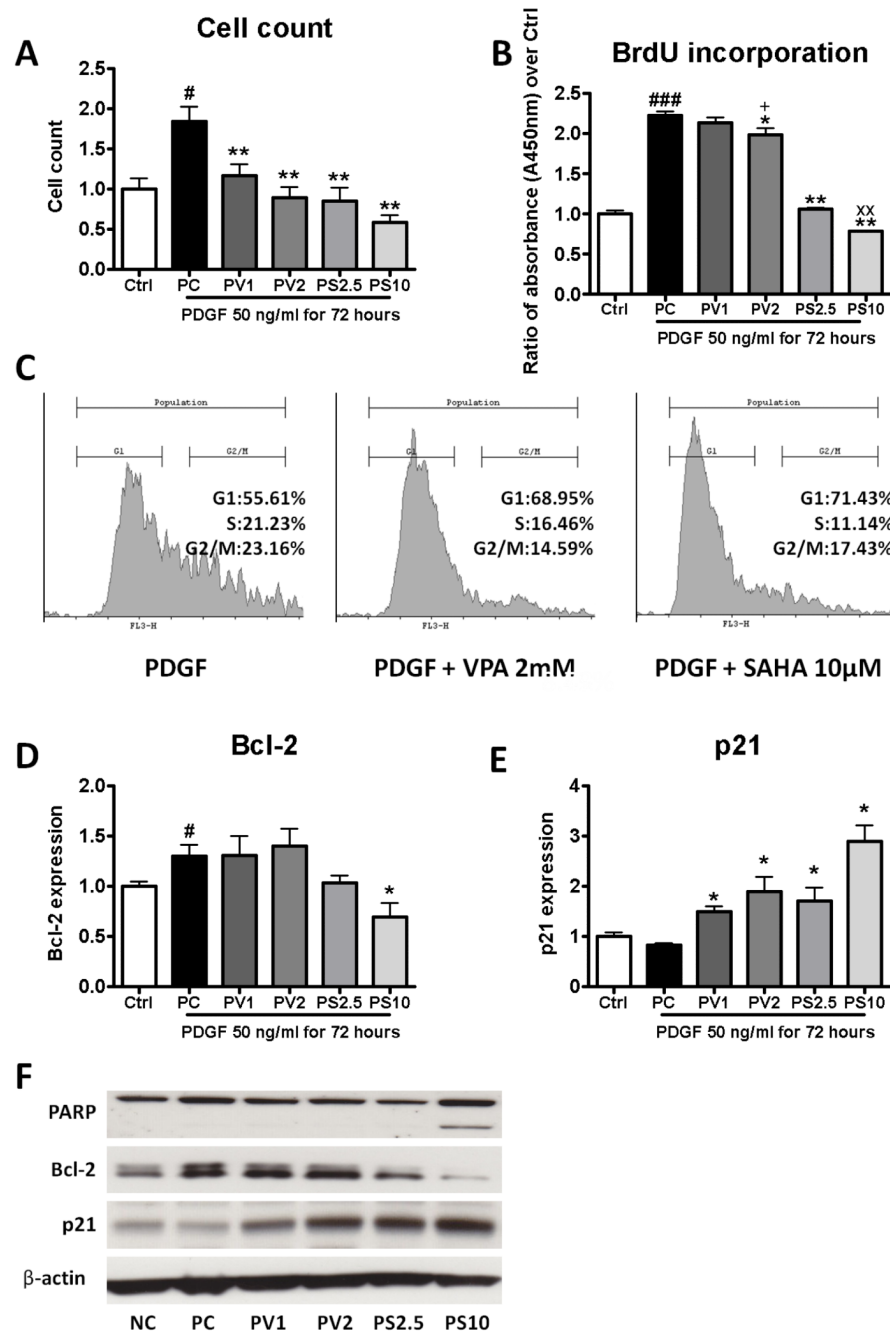 A
Cell count
Cell count
2.5
2.0
1.5
1.0
0.5
0.0
#
**
**
**
**
Ctrl
PC
PV1
PV2
PS2.5
PS10
PDGF 50 ng/ml for 72 hours
B
BrdU incorporation
Ratio of absorbance (A450nm) over Ctrl
2.5
2.0
1.5
1.0
0.5
0.0
###
+
*
**
xx
**
Ctrl
PC
PV1
PV2
PS2.5
PS10
PDGF 50 ng/ml for 72 hours
C
Population
G1
G2/M
G1:55.61%
S:21.23%
G2/M:23.16%
FL3-H
PDGF
Population
G1
G2/M
G1:68.95%
S:16.46%
G2/M:14.59%
FL3-H
PDGF + VPA 2mM
Population
G1
G2/M
G1:71.43%
S:11.14%
G2/M:17.43%
FL3-H
PDGF + SAHA 10µM
D
Bcl-2
Bcl-2 expression
2.0
1.5
1.0
0.5
0.0
#
*
Ctrl
PC
PV1
PV2
PS2.5
PS10
PDGF 50 ng/ml for 72 hours
E
p21
p21 expression
4
3
2
1
0
*
*
*
*
Ctrl
PC
PV1
PV2
PS2.5
PS10
PDGF 50 ng/ml for 72 hours
F
PARP
Bcl-2
p21
β-actin
NC
PC
PV1
PV2
PS2.5
PS10